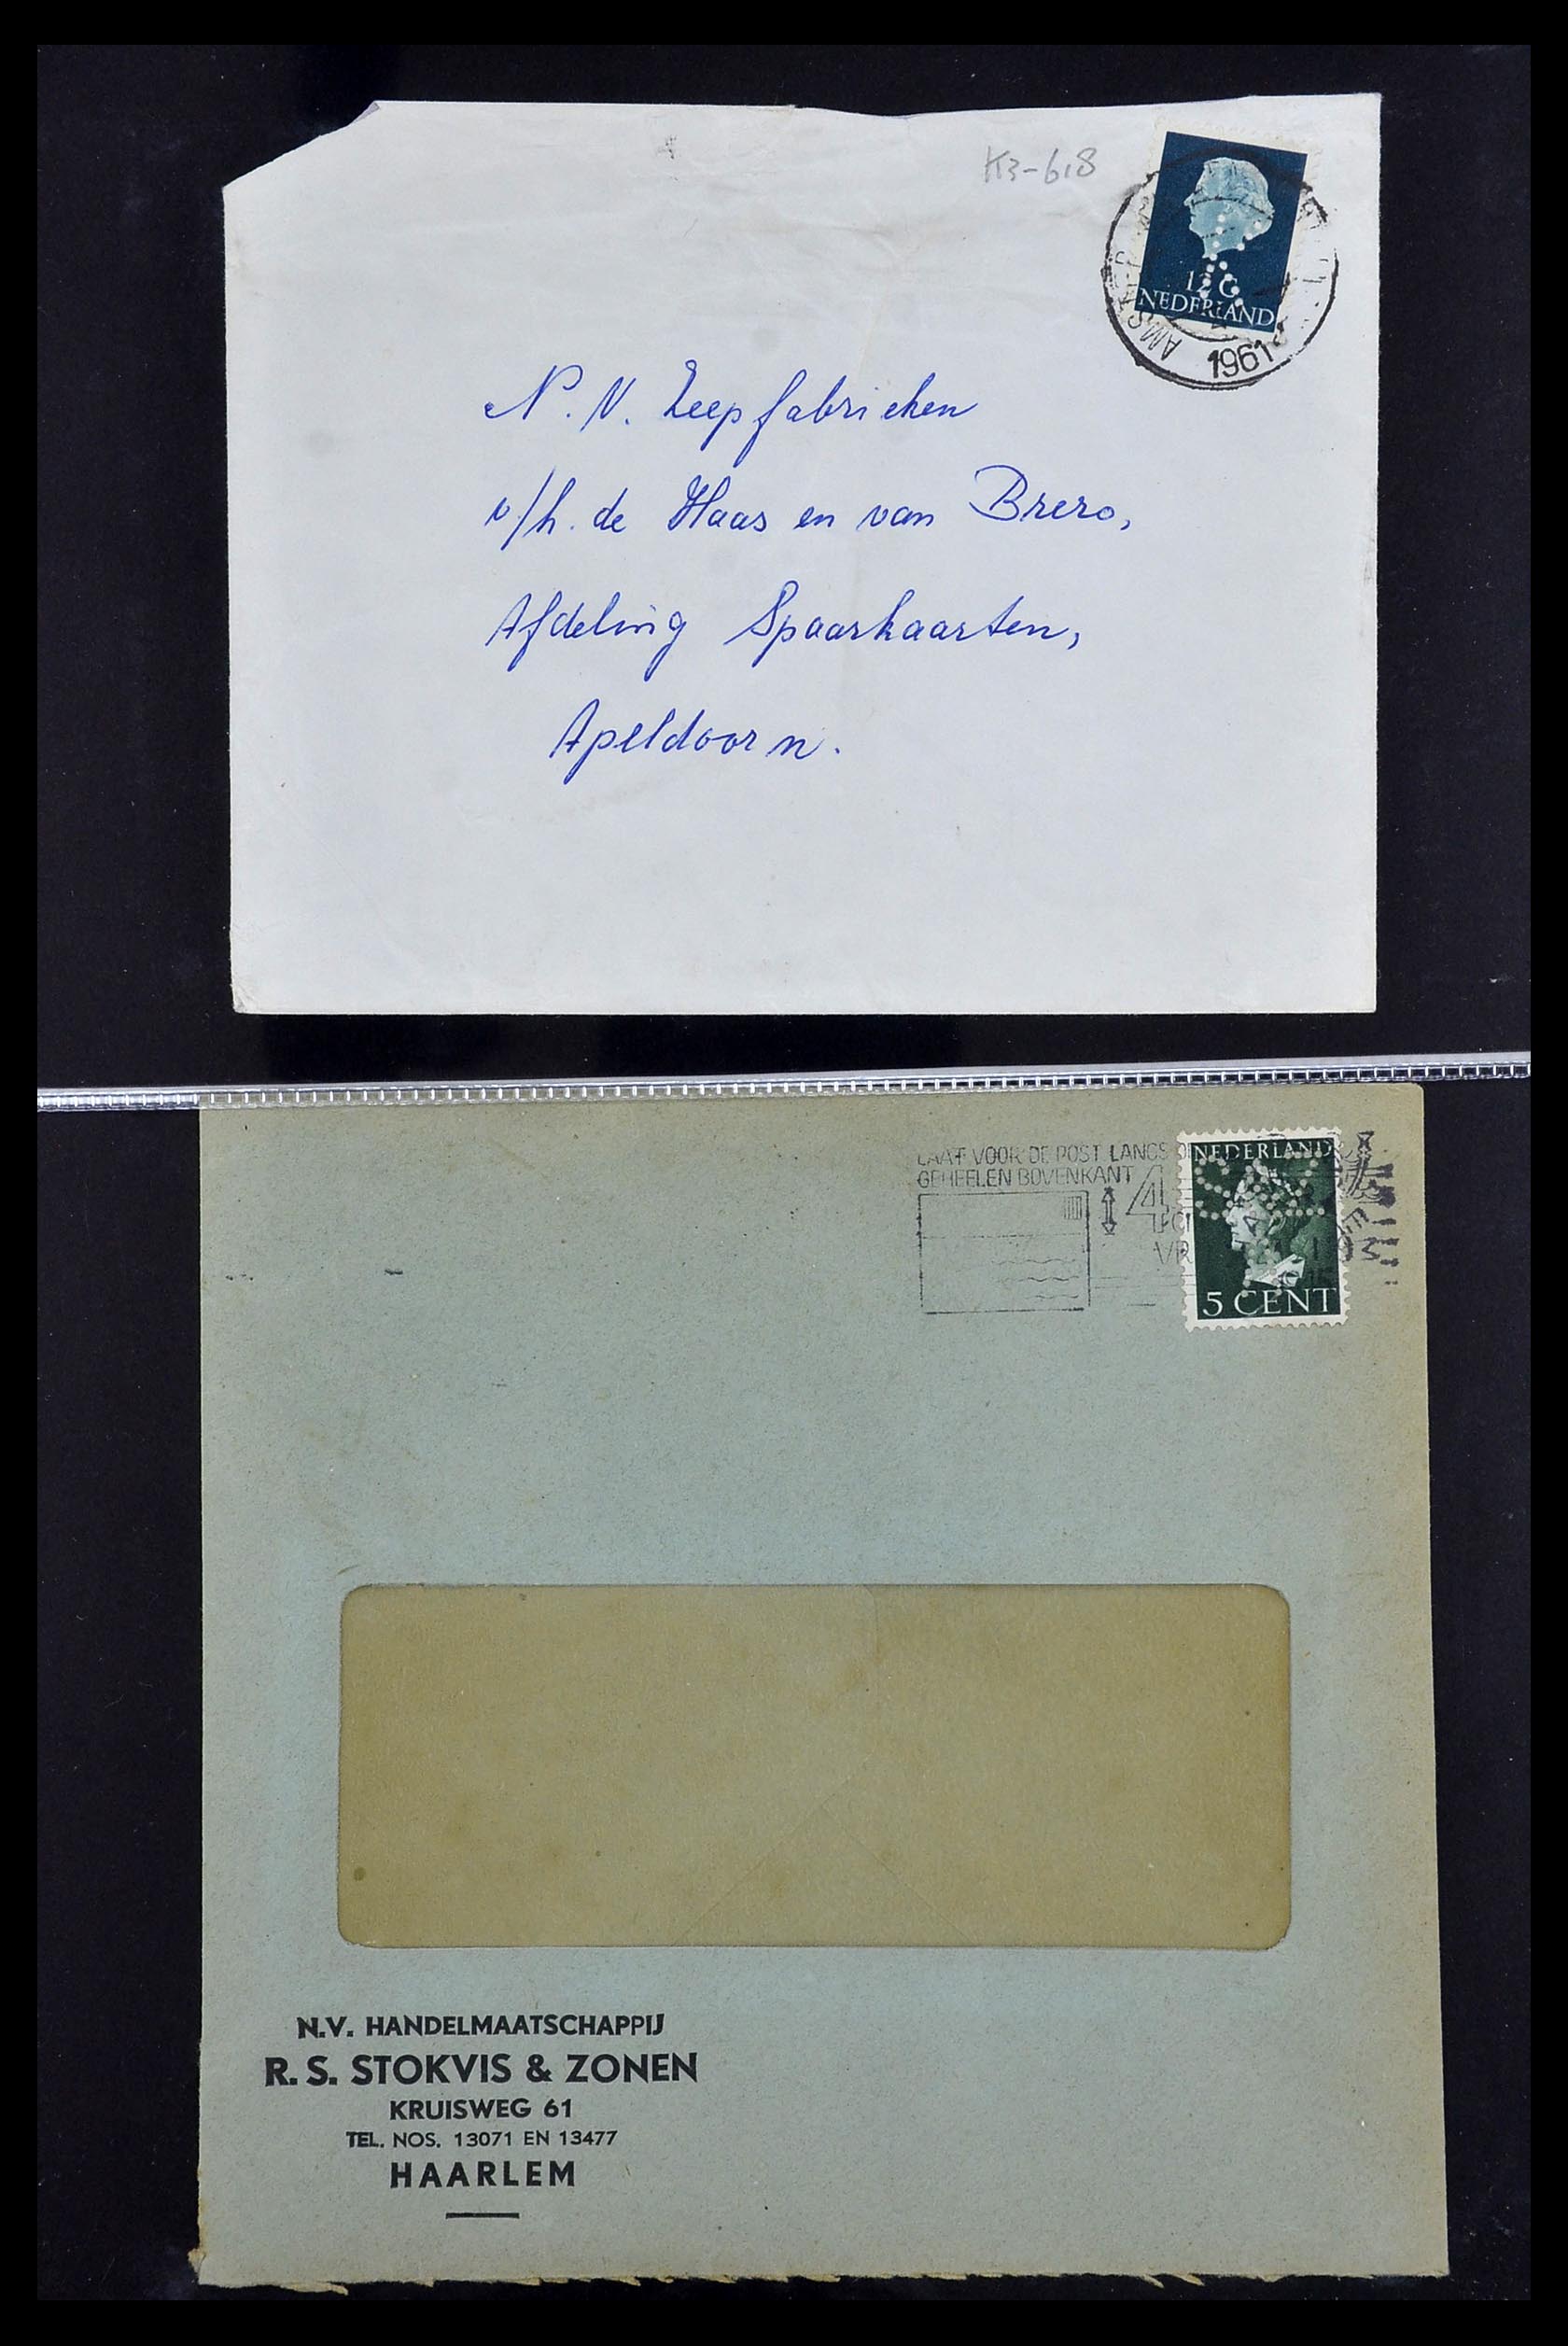 K3-618
12 C
NEDERLAND
1961
N.V. Zeepfabrieken
v/h. de Haas en van Brero,
Afdeling Spaarkaarten,
Apeldoorn.
LAAT VOOR DE POST LANGS
GEHEELEN BOVENKANT
4
NEDERLAND
5 CENT
N.V. HANDELMAATSCHAPPIJ
R. S. STOKVIS & ZONEN
KRUISWEG 61
TEL. NOS. 13071 EN 13477
HAARLEM